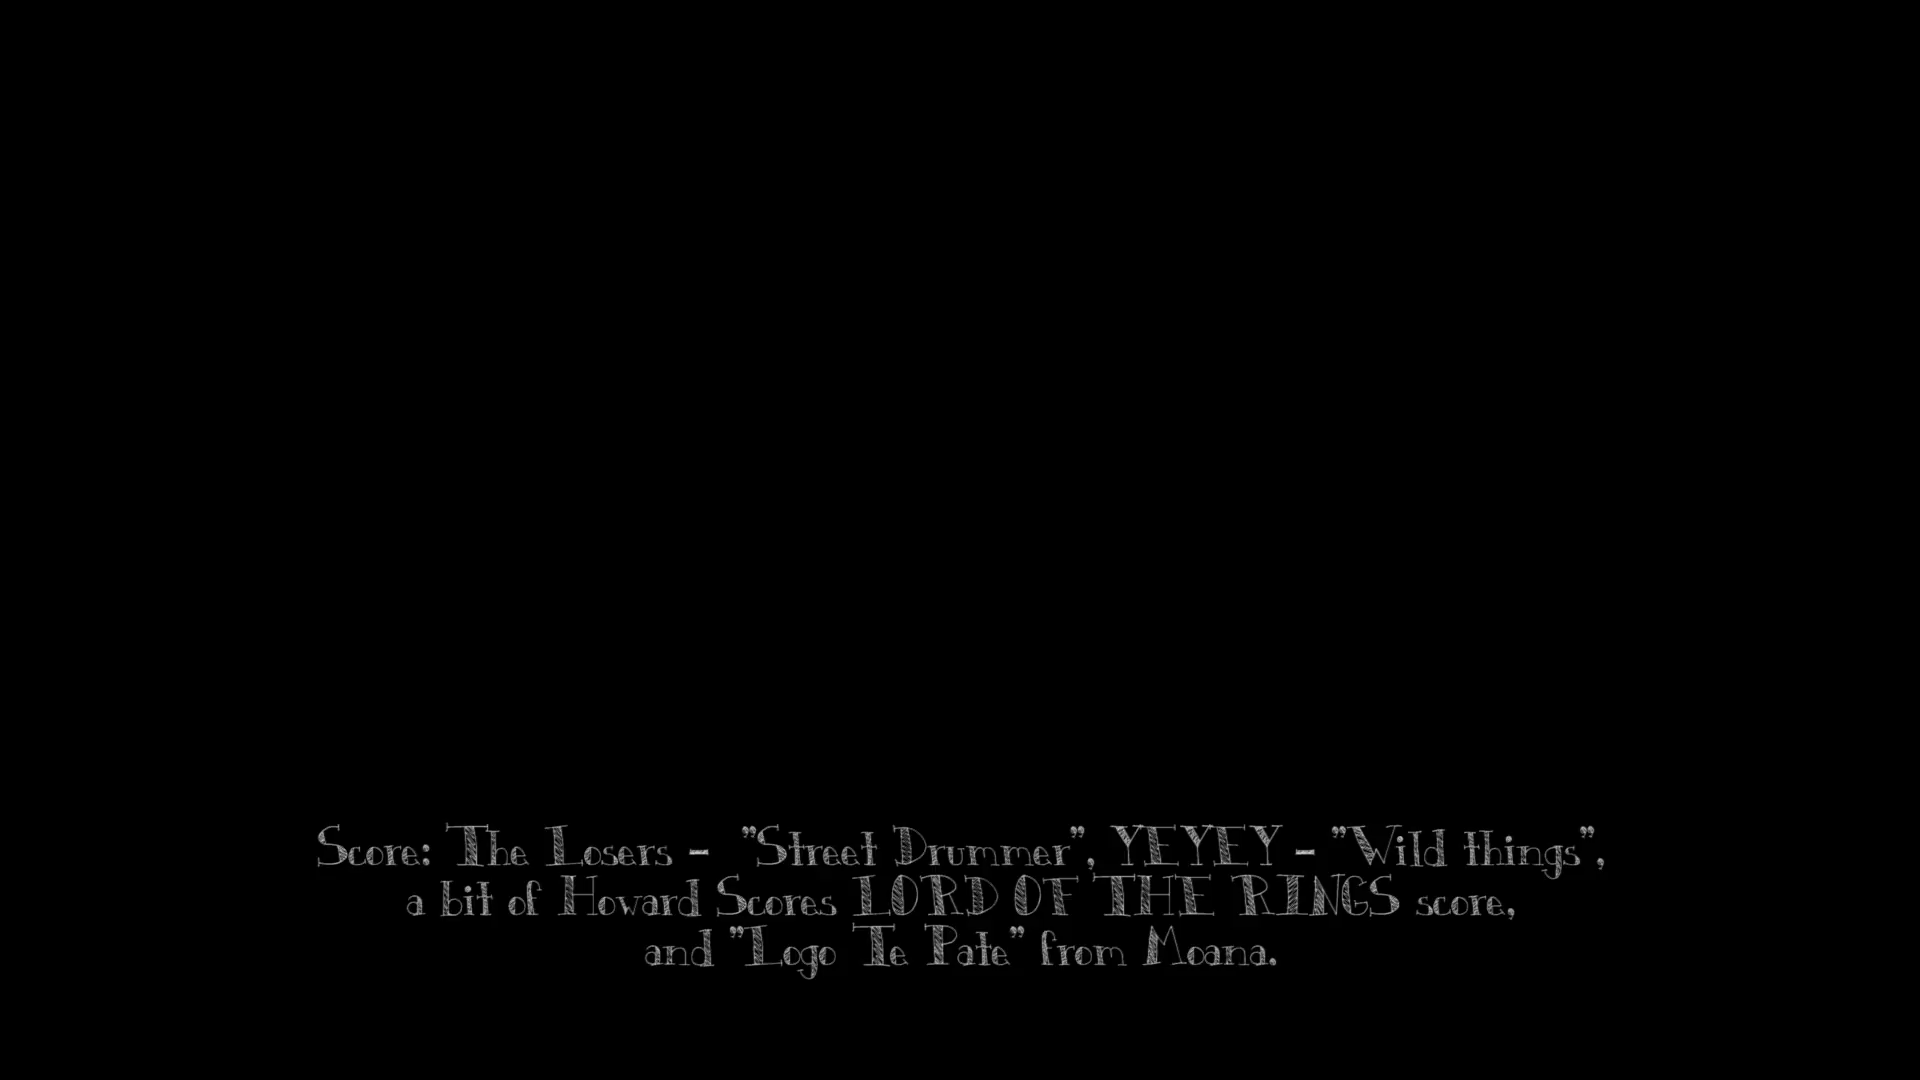 Score: The Losers - "Street Drummer", YEYEY - "Wild things",
a bit of Howard Scores LORD OF THE RINGS score,
and "Logo Te Pate" from Moana.